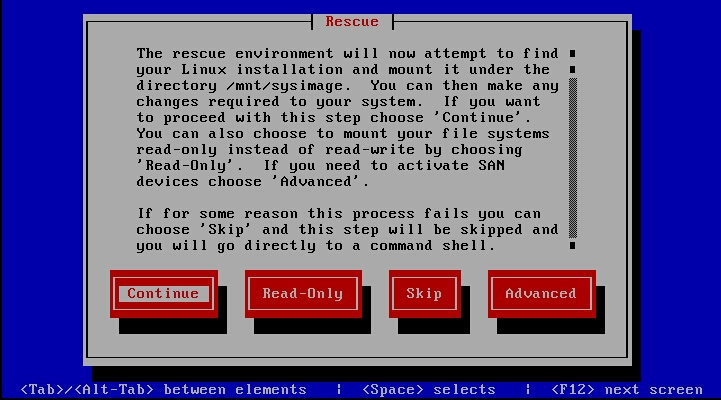 Rescue
The rescue environment will now attempt to find
your Linux installation and mount it under the
directory /mnt/sysimage.  You can then make any
changes required to your system.  If you want
to proceed with this step choose 'Continue'.
You can also choose to mount your file systems
read-only instead of read-write by choosing
'Read-Only'.  If you need to activate SAN
devices choose 'Advanced'.
If for some reason this process fails you can
choose 'Skip' and this step will be skipped and
you will go directly to a command shell.
Continue Read-Only Skip Advanced
<Tab>/<Alt-Tab> between elements  |  <Space> selects  |  <F12> next screen